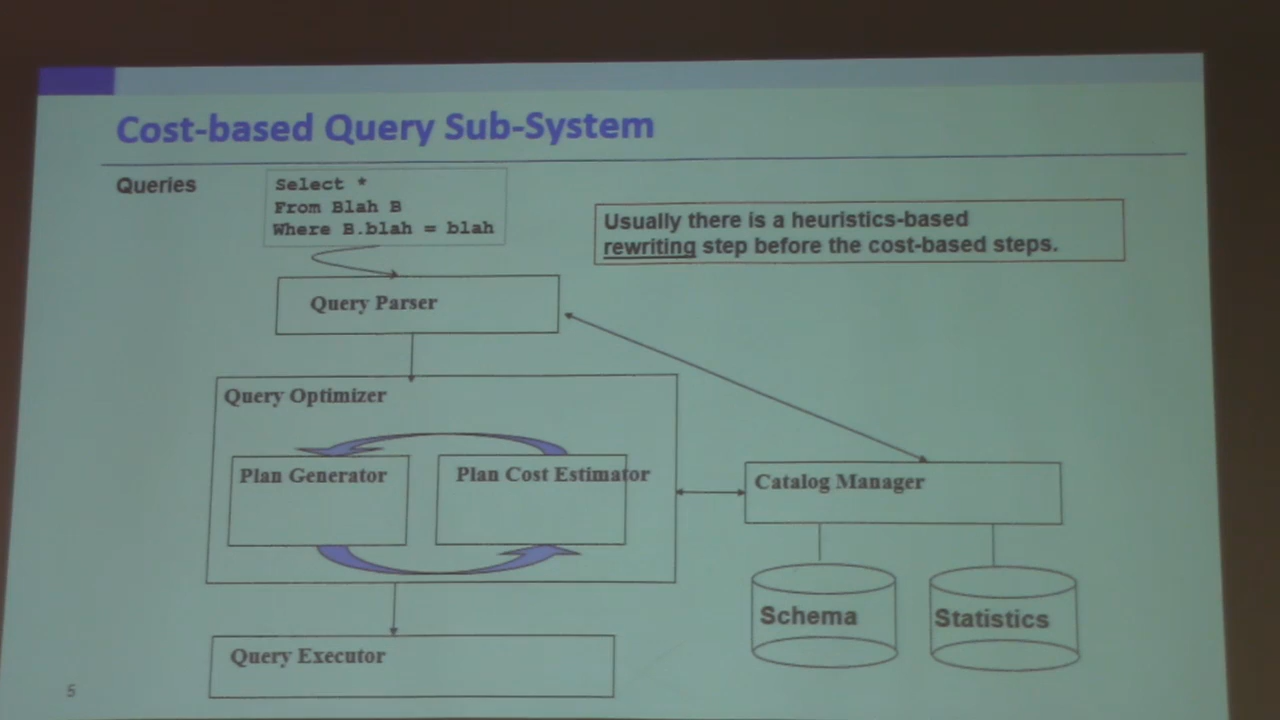 Cost-based Query Sub-System
Queries
Select *
From Blah B
Where B.blah = blah
Usually there is a heuristics-based
rewriting step before the cost-based steps.
Query Parser
Query Optimizer
Plan Generator
Plan Cost Estimator
Catalog Manager
Schema
Statistics
Query Executor
5